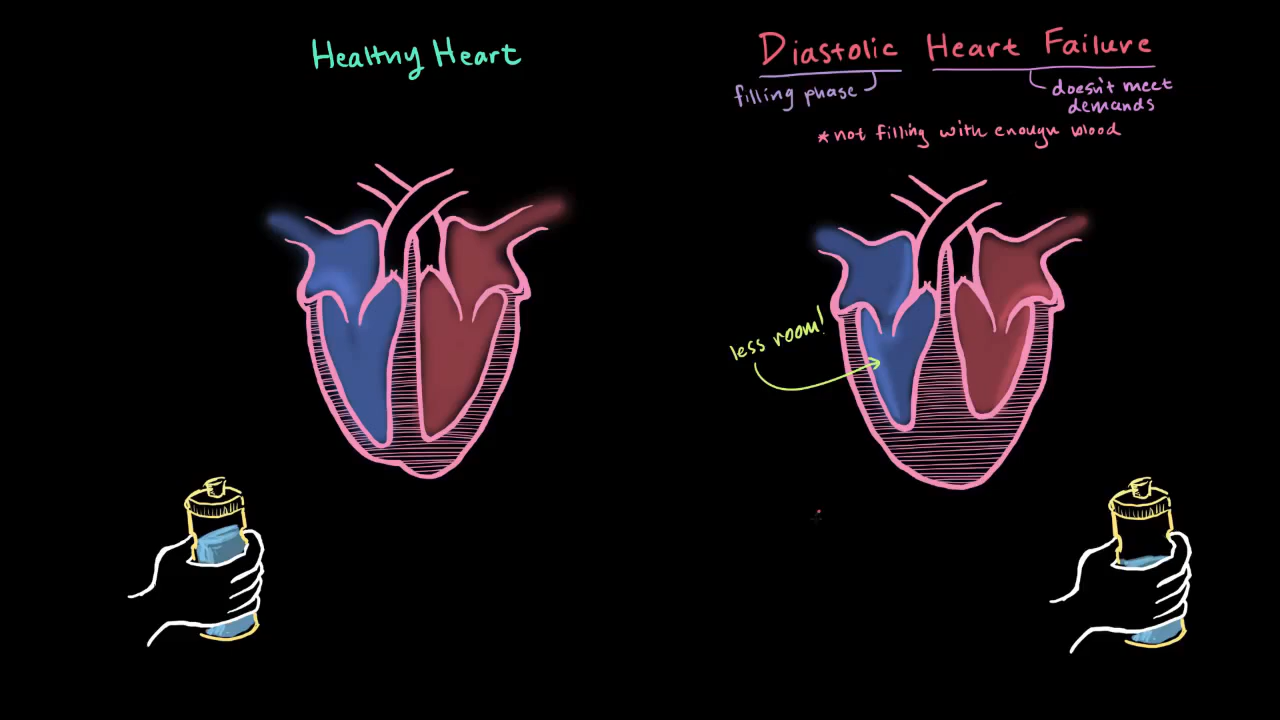 Healthy Heart
Diastolic Heart Failure
filling phase
doesn't meet
demands
*not filling with enough blood
less room!